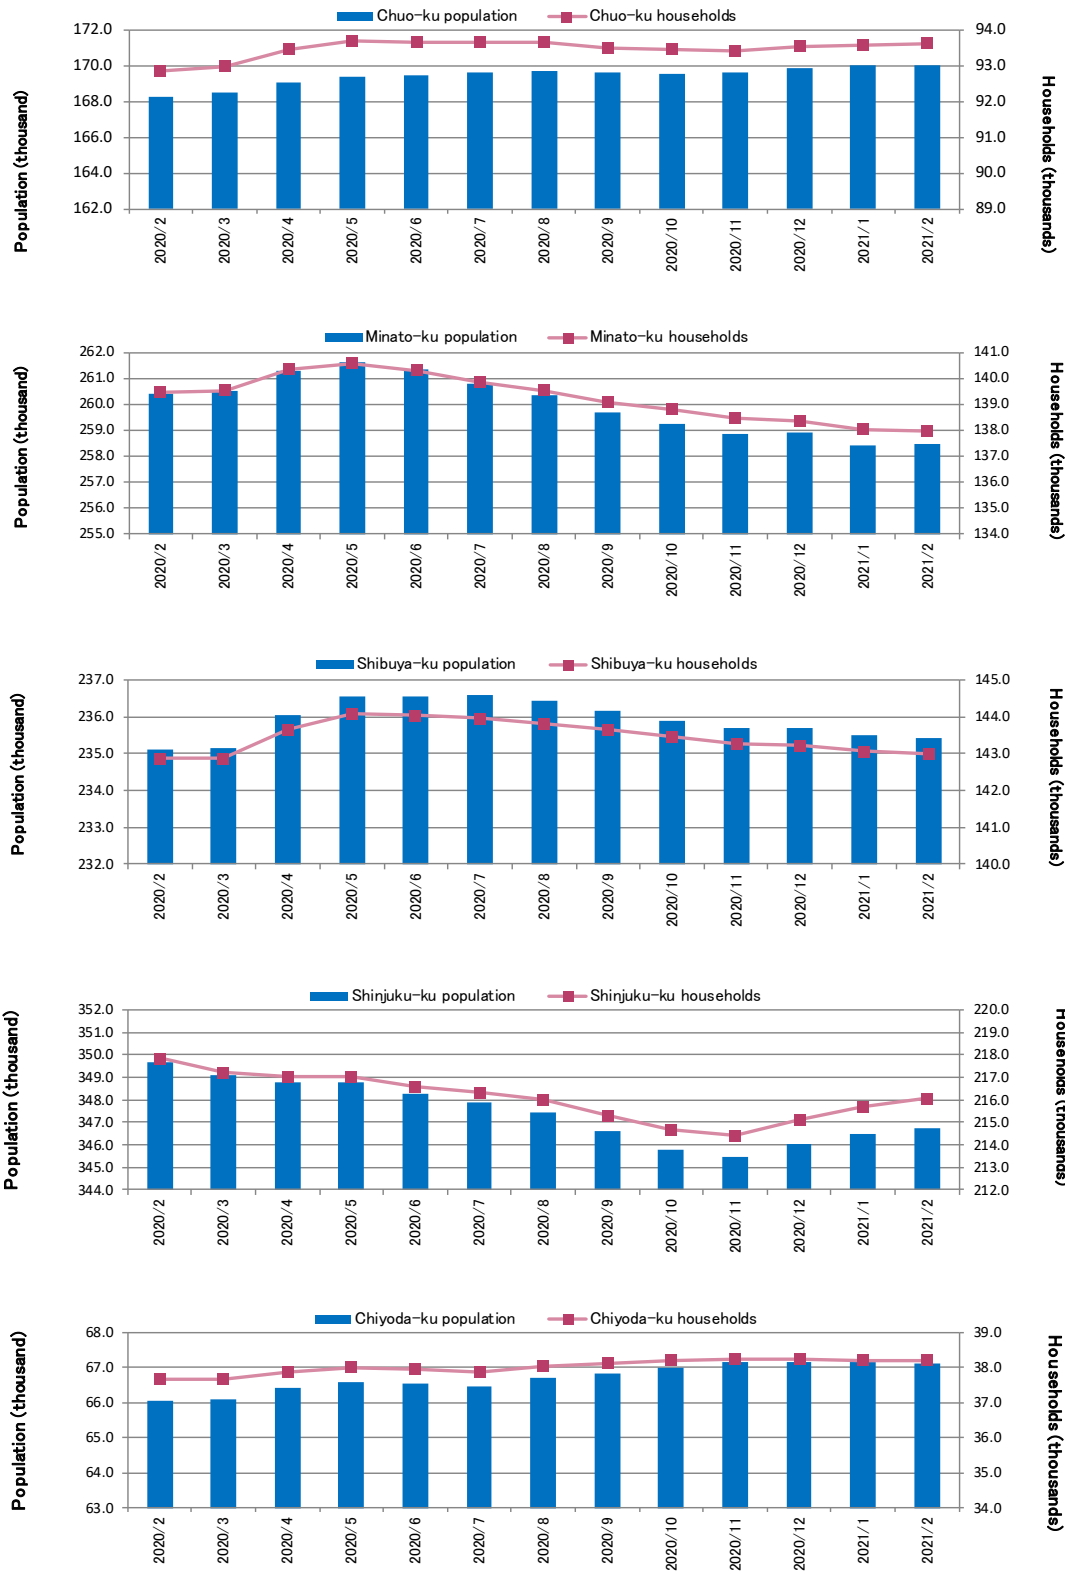 Chuo-ku population Chuo-ku households
172.0 94.0
170.0 93.0
168.0 92.0
166.0 91.0
164.0 90.0
162.0 89.0
Population (thousand)
Households (thousands)
2020/2 2020/3 2020/4 2020/5 2020/6 2020/7 2020/8 2020/9 2020/10 2020/11 2020/12 2021/1 2021/2
Minato-ku population Minato-ku households
262.0 141.0
261.0 140.0
260.0 139.0
259.0 138.0
258.0 137.0
257.0 136.0
256.0 135.0
255.0 134.0
Population (thousand)
Households (thousands)
2020/2 2020/3 2020/4 2020/5 2020/6 2020/7 2020/8 2020/9 2020/10 2020/11 2020/12 2021/1 2021/2
Shibuya-ku population Shibuya-ku households
237.0 145.0
236.0 144.0
235.0 143.0
234.0 142.0
233.0 141.0
232.0 140.0
Population (thousand)
Households (thousands)
2020/2 2020/3 2020/4 2020/5 2020/6 2020/7 2020/8 2020/9 2020/10 2020/11 2020/12 2021/1 2021/2
Shinjuku-ku population Shinjuku-ku households
352.0 220.0
351.0 219.0
350.0 218.0
349.0 217.0
348.0 216.0
347.0 215.0
346.0 214.0
345.0 213.0
344.0 212.0
Population (thousand)
Households (thousands)
2020/2 2020/3 2020/4 2020/5 2020/6 2020/7 2020/8 2020/9 2020/10 2020/11 2020/12 2021/1 2021/2
Chiyoda-ku population Chiyoda-ku households
68.0 39.0
67.0 38.0
66.0 37.0
65.0 36.0
64.0 35.0
63.0 34.0
Population (thousand)
Households (thousands)
2020/2 2020/3 2020/4 2020/5 2020/6 2020/7 2020/8 2020/9 2020/10 2020/11 2020/12 2021/1 2021/2